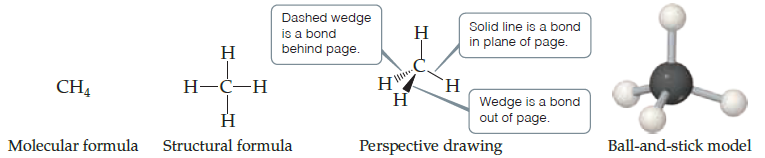 CH4
Molecular formula
H
H-C-H
H
Structural formula
Dashed wedge
is a bond
behind page.
H
C
H
H
H
Solid line is a bond
in plane of page.
Wedge is a bond
out of page.
Perspective drawing
Ball-and-stick model